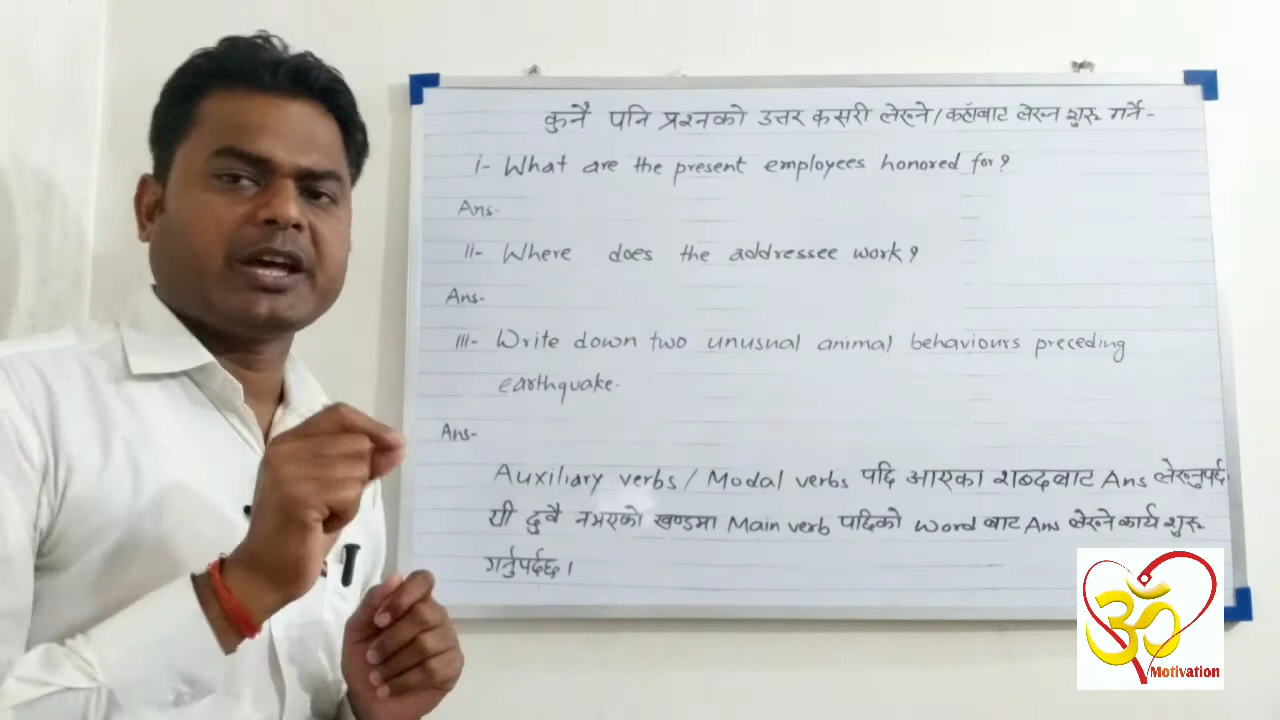 कुनै पनि प्रश्नको उत्तर कसरी लेख्ने/कहाँबाट लेख्न शुरू गर्ने-
i- What are the present employees honored for?
Ans-
ii- Where does the addressee work?
Ans-
iii- Write down two unusual animal behaviours preceding
earthquake.
Ans-
Auxiliary verbs / Modal verbs पछि आएका शब्दबाट Ans लेख्नुपर्छ।
यी दुवै नभएको खण्डमा Main verb पछिको word बाट Ans लेख्ने कार्य शुरू
गर्नुपर्दछ।
ॐ
Motivation